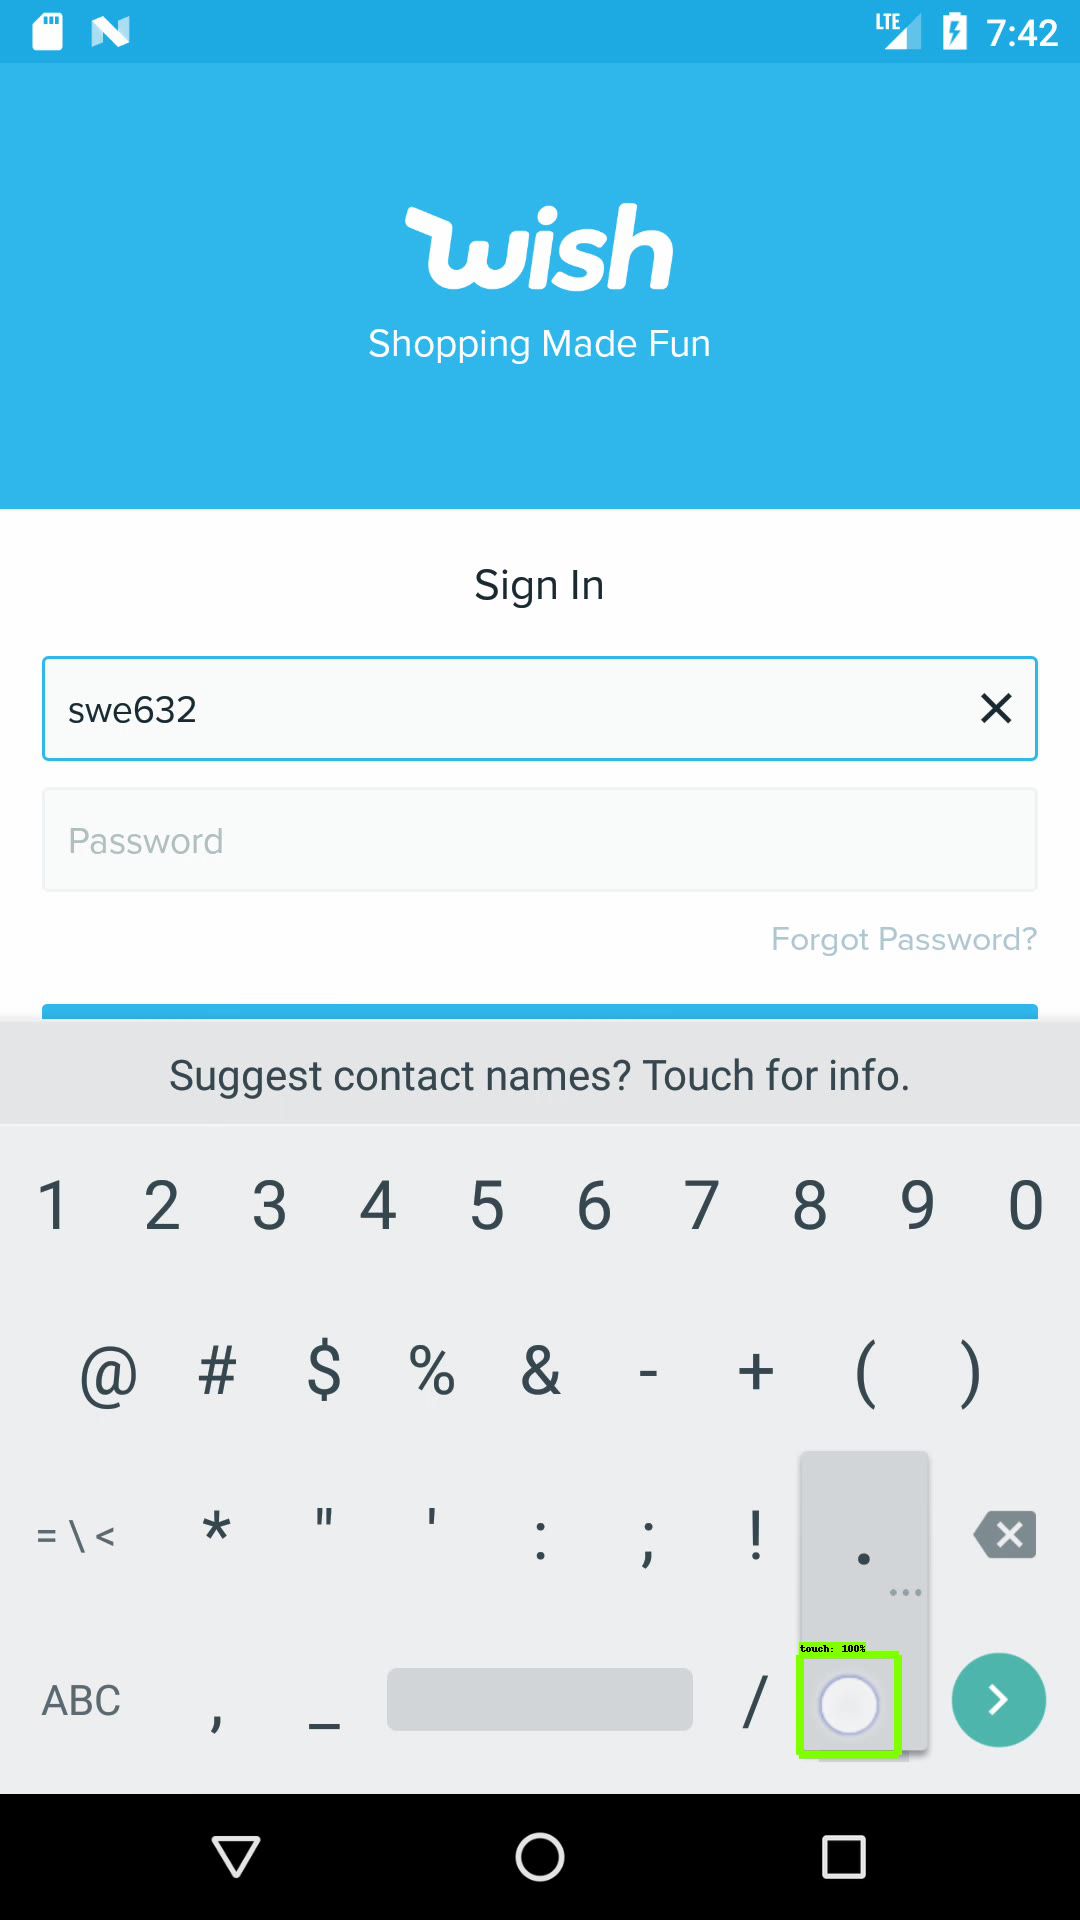 LTE 7:42
wish
Shopping Made Fun
Sign In
swe632
Password
Forgot Password?
Suggest contact names? Touch for info.
1 2 3 4 5 6 7 8 9 0
@ # $ % & - + ( )
= \ < * " ' : ; ! .
touch: 100%
ABC , _ /